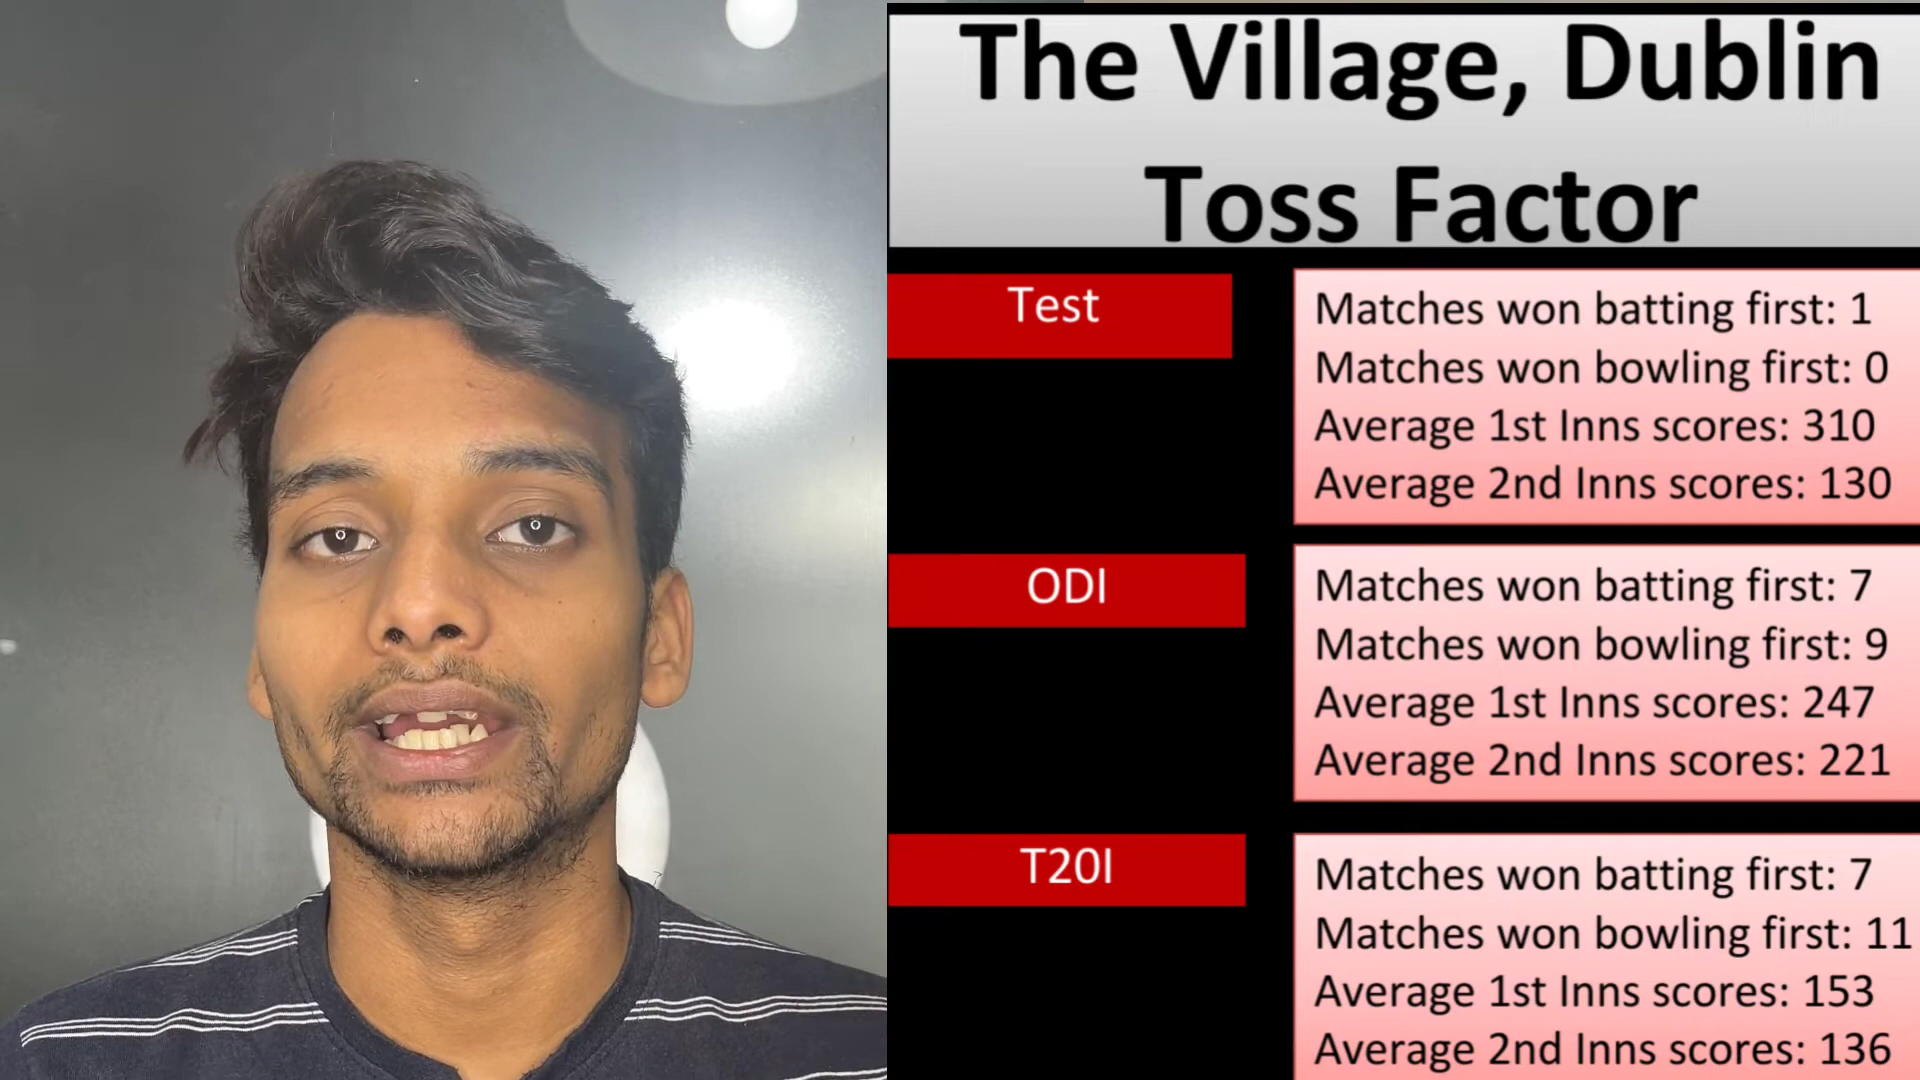 The Village, Dublin
Toss Factor
Test
Matches won batting first: 1
Matches won bowling first: 0
Average 1st Inns scores: 310
Average 2nd Inns scores: 130
ODI
Matches won batting first: 7
Matches won bowling first: 9
Average 1st Inns scores: 247
Average 2nd Inns scores: 221
T20I
Matches won batting first: 7
Matches won bowling first: 11
Average 1st Inns scores: 153
Average 2nd Inns scores: 136